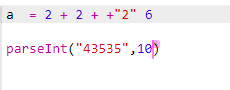 a  = 2 + 2 + +"2" 6
parseInt("43535",10)